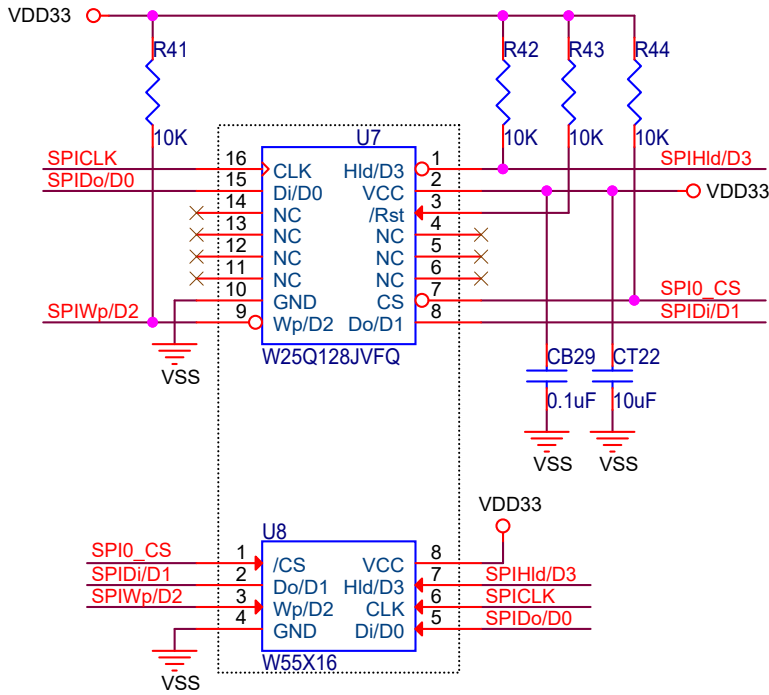 VDD33
R41 R42 R43 R44
10K 10K 10K 10K
U7
SPICLK 16 CLK Hld/D3 1 SPIHld/D3
SPIDo/D0 15 Di/D0 VCC 2 VDD33
14 NC /Rst 3
13 NC NC 4
12 NC NC 5
11 NC NC 6
10 GND CS 7 SPI0_CS
SPIWp/D2 9 Wp/D2 Do/D1 8 SPIDi/D1
VSS W25Q128JVFQ
CB29 CT22
0.1uF 10uF
VSS VSS
VDD33
U8
SPI0_CS 1 /CS VCC 8
SPIDi/D1 2 Do/D1 Hld/D3 7 SPIHld/D3
SPIWp/D2 3 Wp/D2 CLK 6 SPICLK
4 GND Di/D0 5 SPIDo/D0
W55X16
VSS